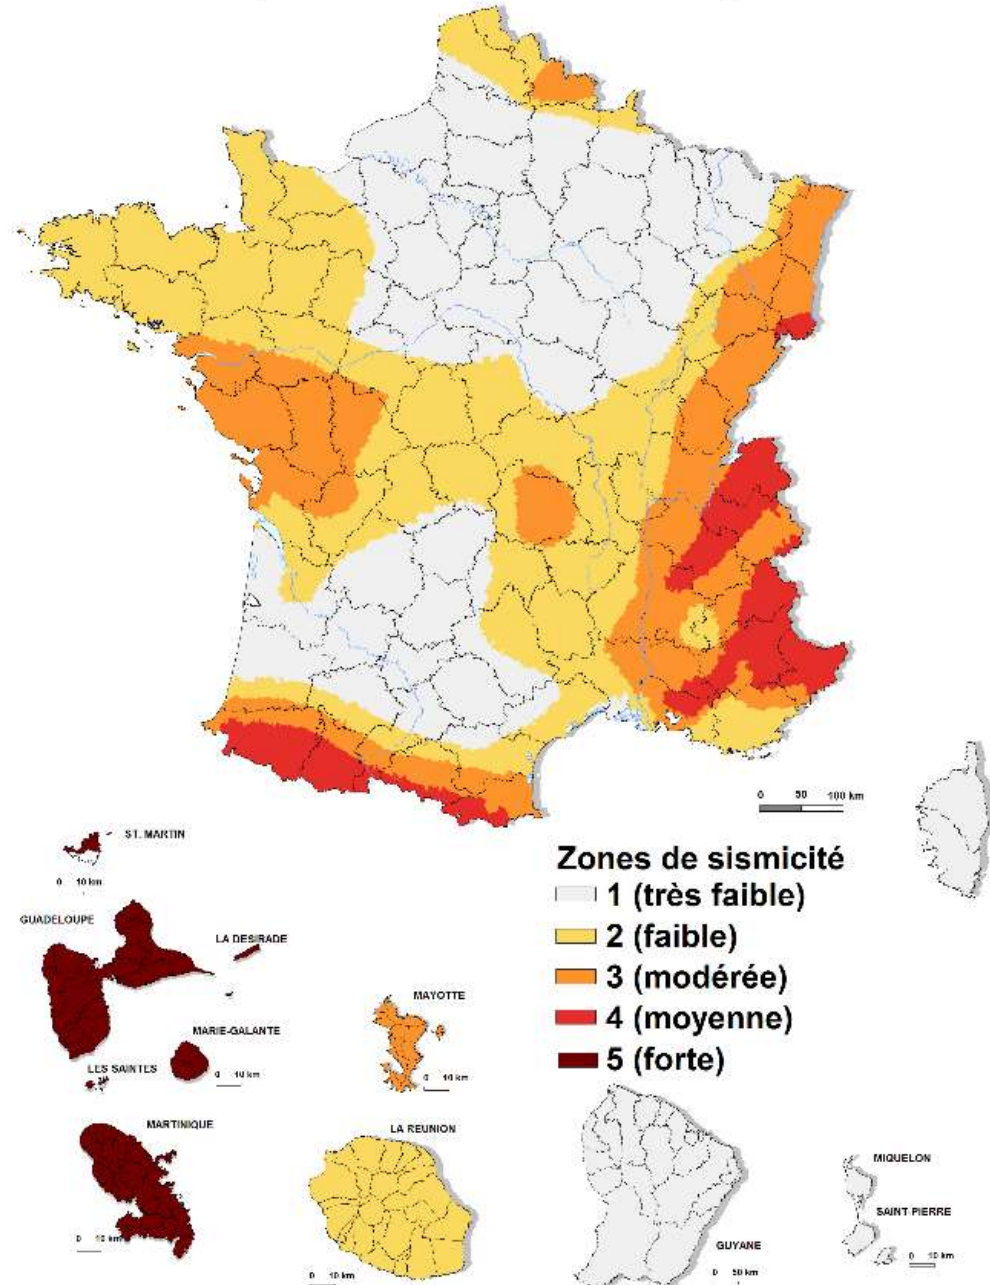 0 50 100 km
ST. MARTIN
0 10 km
Zones de sismicité
1 (très faible)
2 (faible)
3 (modérée)
4 (moyenne)
5 (forte)
GUADELOUPE
LA DESIRADE
MARIE-GALANTE
0 10 km
LES SAINTES
MAYOTTE
0 10 km
MARTINIQUE
0 10 km
LA REUNION
0 10 km
GUYANE
0 50 km
MIQUELON
SAINT PIERRE
0 10 km